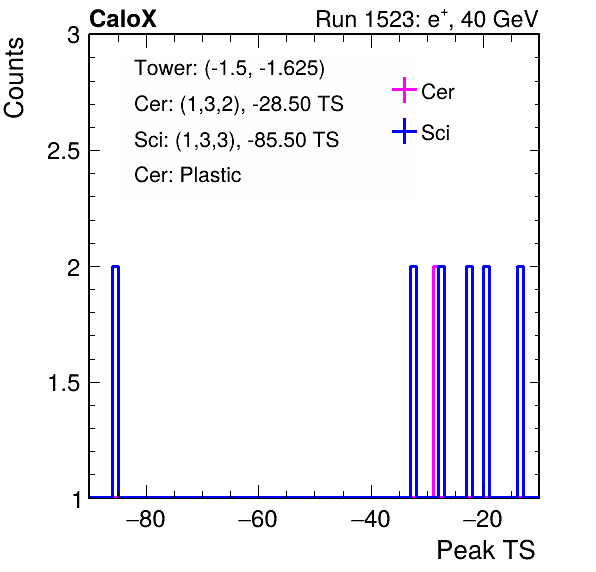 CaloX Run 1523: e+, 40 GeV
Counts
3
2.5
2
1.5
1
Tower: (-1.5, -1.625)
Cer: (1,3,2), -28.50 TS
Sci: (1,3,3), -85.50 TS
Cer: Plastic
Cer
Sci
−80 −60 −40 −20
Peak TS